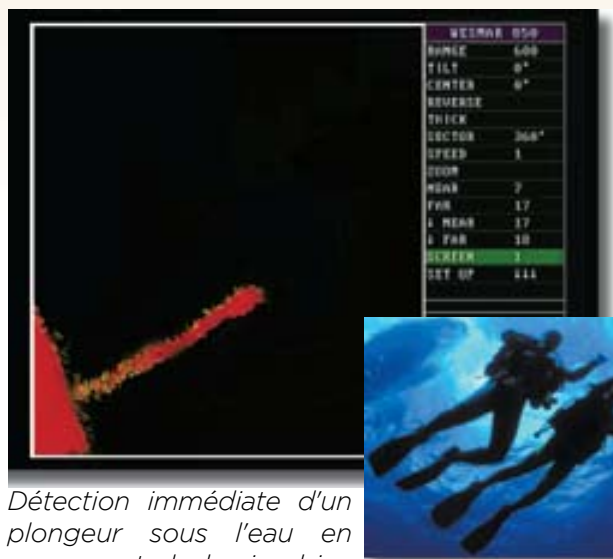 WESMAR 850
RANGE 600
TILT 0°
CENTER 0°
REVERSE
THICK
SECTOR 360°
SPEED 1
ZOOM
NEAR 7
FAR 17
NEAR 17
FAR 18
SCREEN 1
SET UP
Détection immédiate d'un
plongeur sous l'eau en